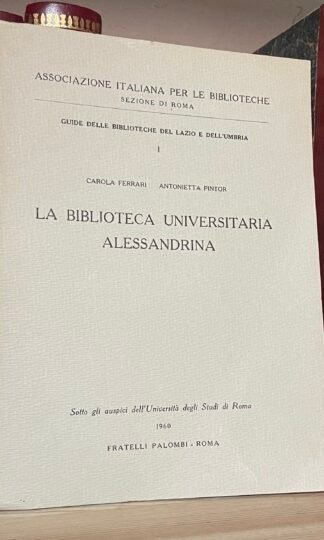 ASSOCIAZIONE ITALIANA PER LE BIBLIOTECHE
SEZIONE DI ROMA
GUIDE DELLE BIBLIOTECHE DEL LAZIO E DELL'UMBRIA
I
CAROLA FERRARI ANTONIETTA PINTOR
LA BIBLIOTECA UNIVERSITARIA
ALESSANDRINA
Sotto gli auspici dell'Università degli Studi di Roma
1960
FRATELLI PALOMBI - ROMA